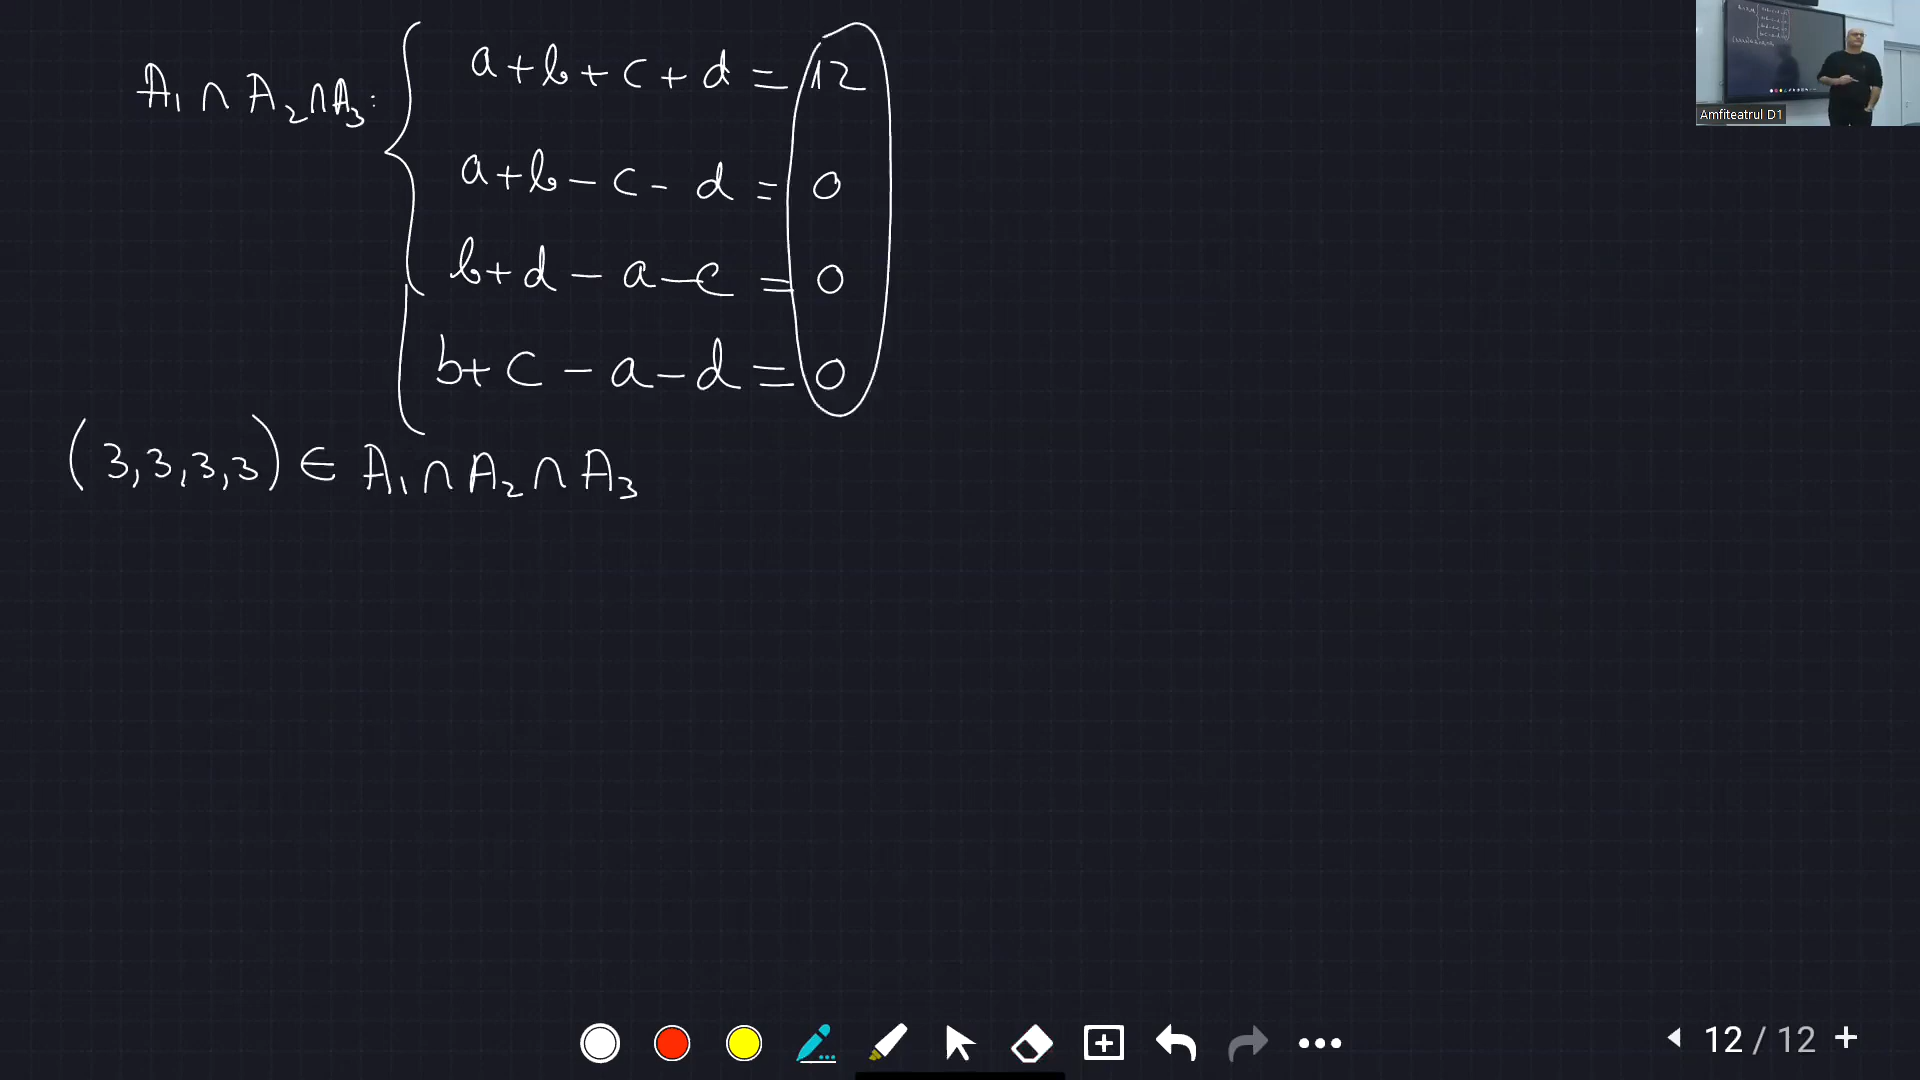 A₁ ∩ A₂ ∩ A₃ :
a + b + c + d = 12
a + b - c - d = 0
b + d - a - c = 0
b + c - a - d = 0
(3,3,3,3) ∈ A₁ ∩ A₂ ∩ A₃
Amfiteatrul D1
12 / 12